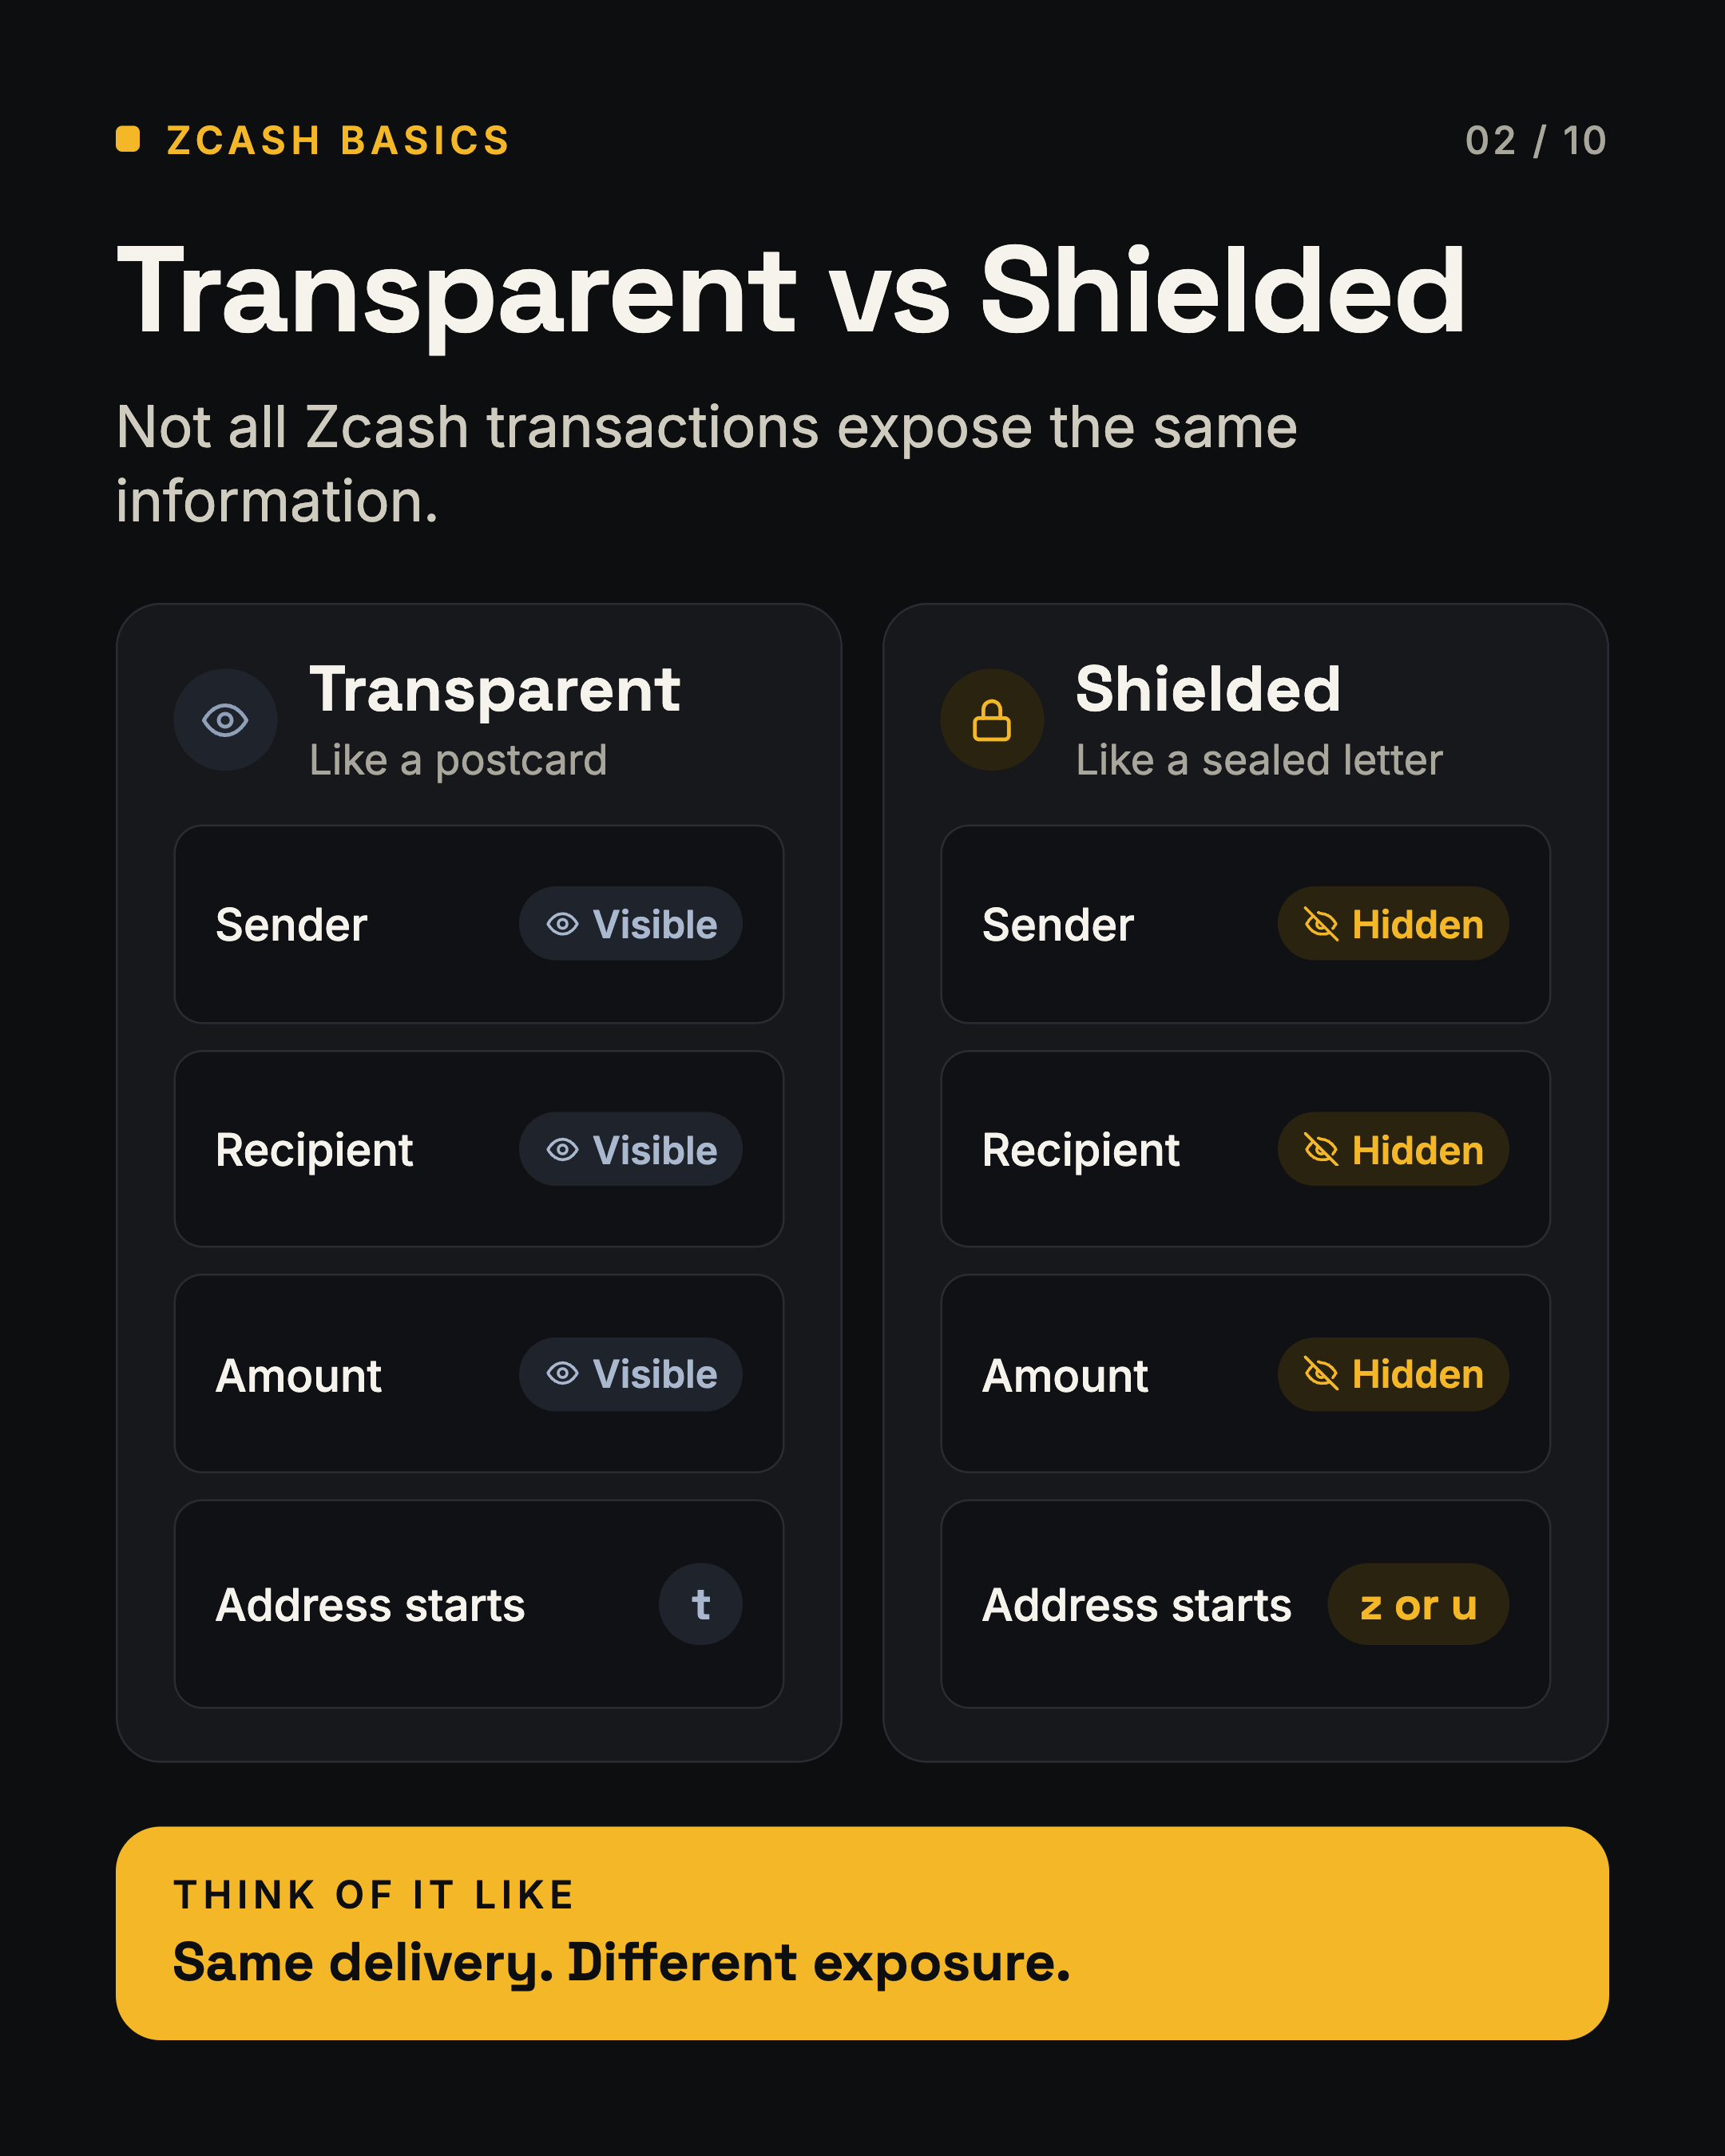 ZCASH BASICS
02 / 10
Transparent vs Shielded
Not all Zcash transactions expose the same
information.
Transparent
Like a postcard
Sender
Visible
Recipient
Visible
Amount
Visible
Address starts
t
Shielded
Like a sealed letter
Sender
Hidden
Recipient
Hidden
Amount
Hidden
Address starts
z or u
THINK OF IT LIKE
Same delivery. Different exposure.